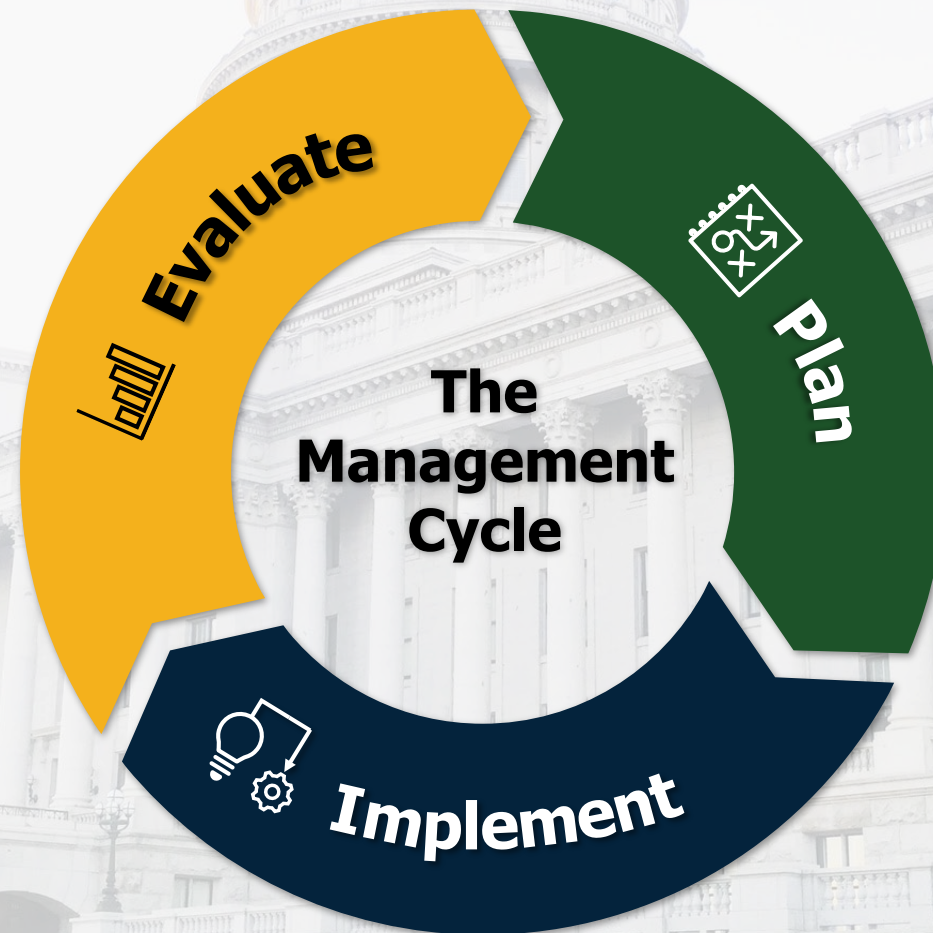 The
Management
Cycle
Plan
Implement
Evaluate